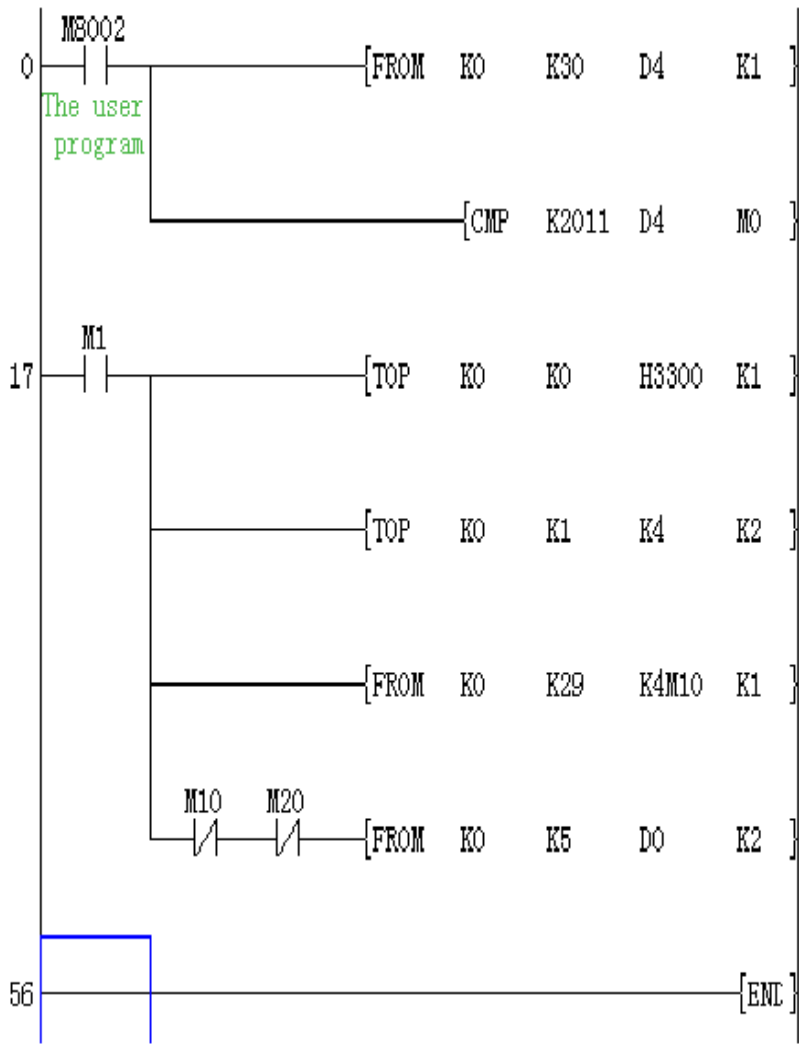 M8002
0 [FROM K0 K30 D4 K1 ]
The user program
[CMP K2011 D4 M0 ]
M1
17 [TOP K0 K0 H3300 K1 ]
[TOP K0 K1 K4 K2 ]
[FROM K0 K29 K4M10 K1 ]
M10 M20
[FROM K0 K5 D0 K2 ]
56 [END ]